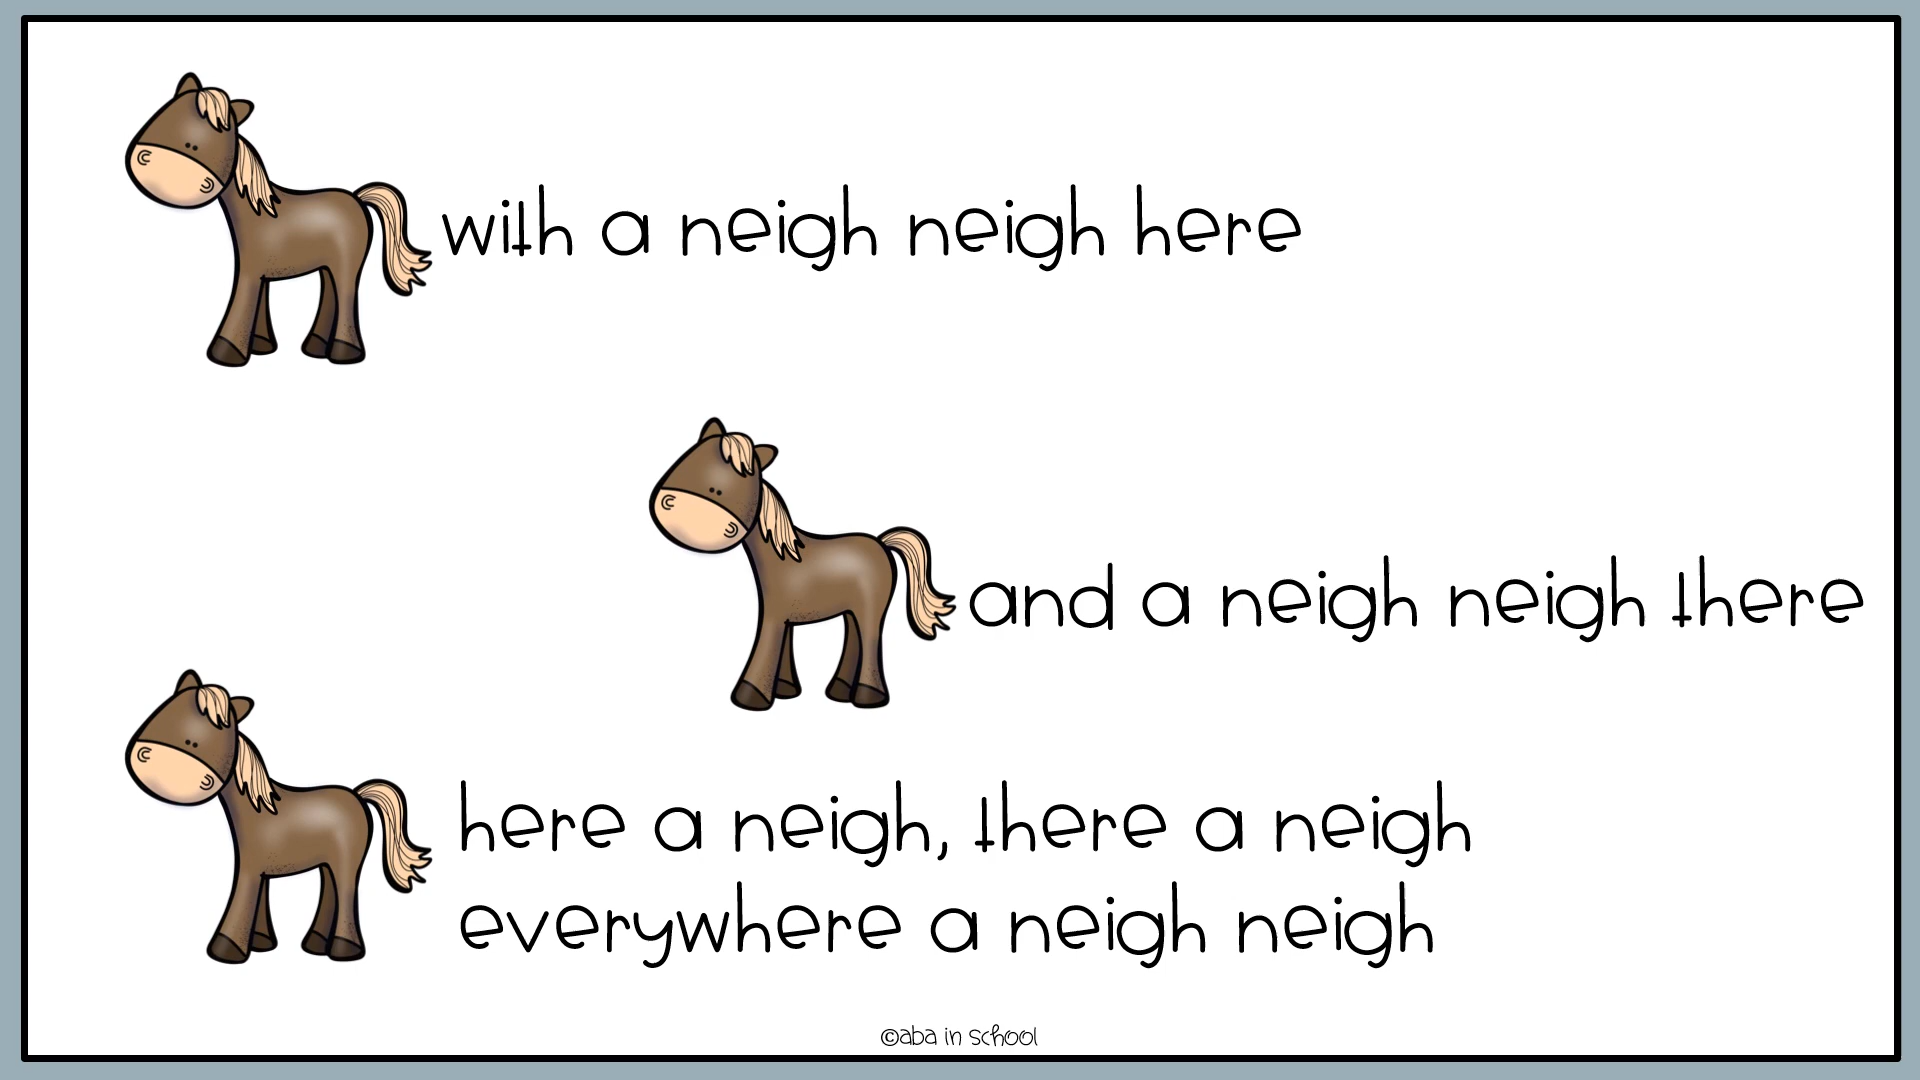 with a neigh neigh here
and a neigh neigh there
here a neigh, there a neigh
everywhere a neigh neigh
©aba in school